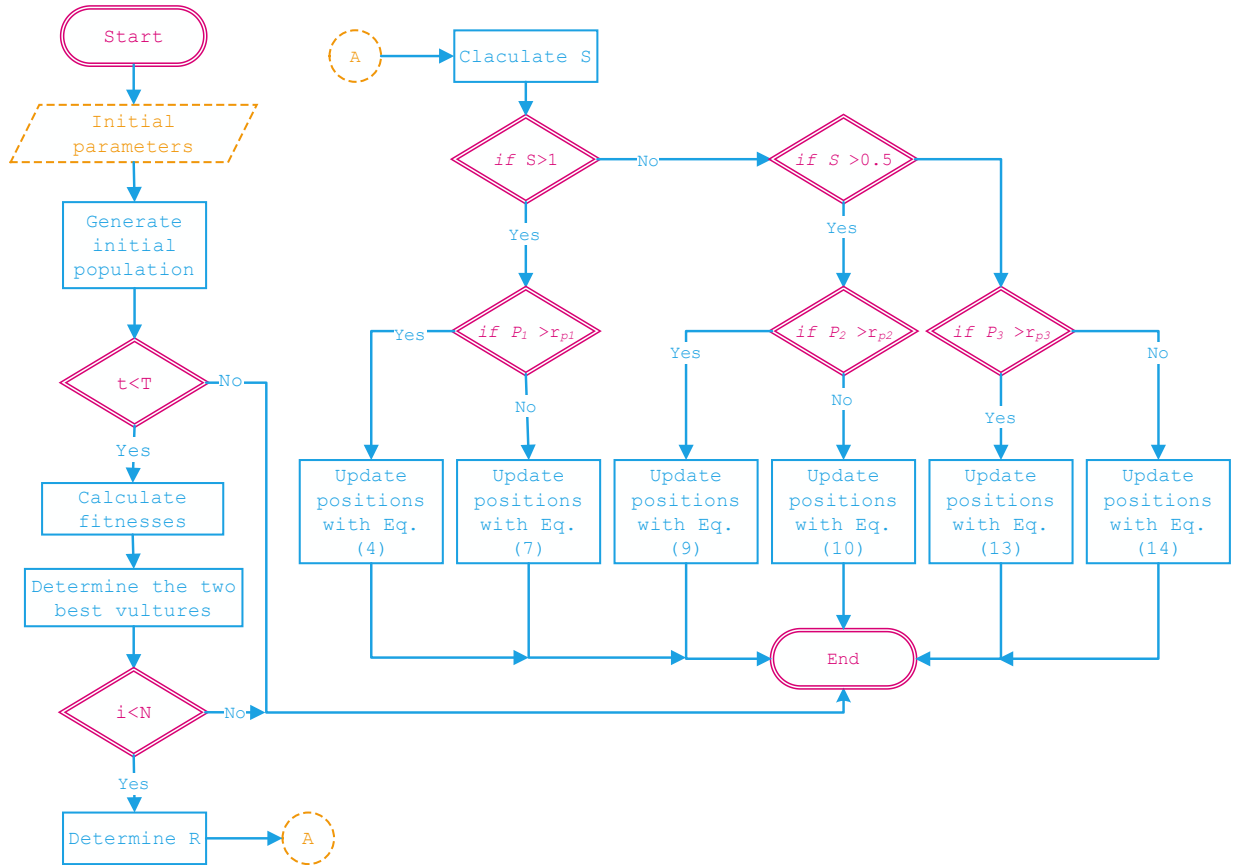 Start
Initial
parameters
Generate
initial
population
t<T
No
Yes
Calculate
fitnesses
Determine the two
best vultures
i<N
No
Yes
Determine R
A
A
Claculate S
if S>1
No
if S >0.5
Yes
Yes
if P1 >rp1
Yes
No
if P2 >rp2
Yes
No
if P3 >rp3
No
Yes
Update
positions
with Eq.
(4)
Update
positions
with Eq.
(7)
Update
positions
with Eq.
(9)
Update
positions
with Eq.
(10)
Update
positions
with Eq.
(13)
Update
positions
with Eq.
(14)
End